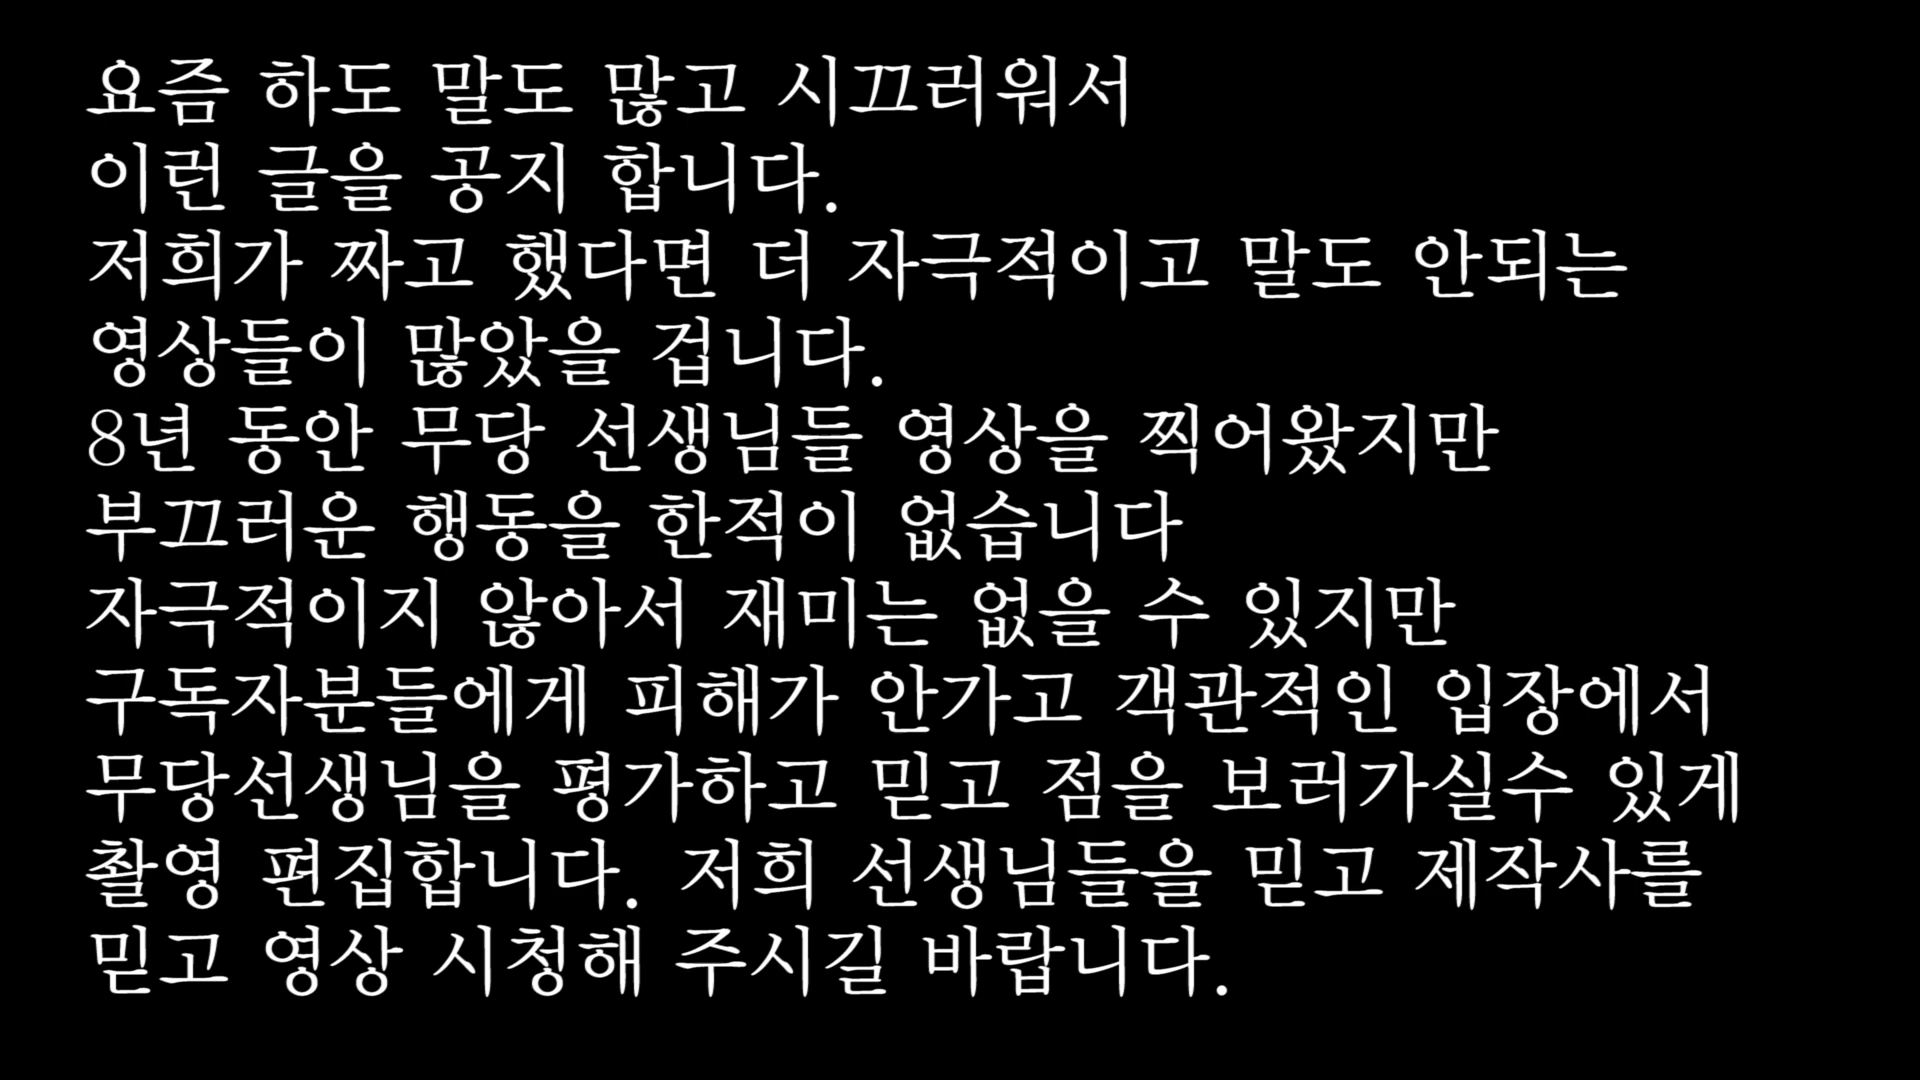 요즘 하도 말도 많고 시끄러워서
이런 글을 공지 합니다.
저희가 짜고 했다면 더 자극적이고 말도 안되는
영상들이 많았을 겁니다.
8년 동안 무당 선생님들 영상을 찍어왔지만
부끄러운 행동을 한적이 없습니다
자극적이지 않아서 재미는 없을 수 있지만
구독자분들에게 피해가 안가고 객관적인 입장에서
무당선생님을 평가하고 믿고 점을 보러가실수 있게
촬영 편집합니다. 저희 선생님들을 믿고 제작사를
믿고 영상 시청해 주시길 바랍니다.